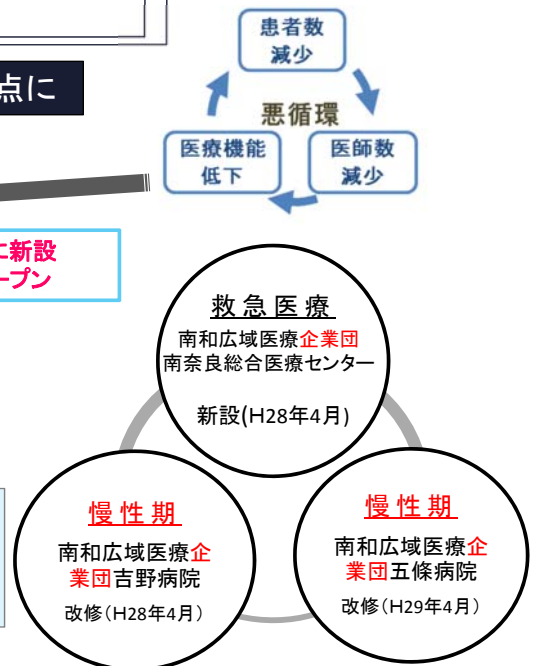 点に
患者数
減少
悪循環
医療機能
低下
医師数
減少
に新設
ープン
救急医療
南和広域医療企業団
南奈良総合医療センター
新設(H28年4月)
慢性期
南和広域医療企
業団吉野病院
改修(H28年4月)
慢性期
南和広域医療企
業団五條病院
改修(H29年4月)